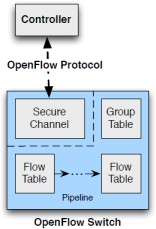 Controller
OpenFlow Protocol
Secure
Channel
Group
Table
Flow
Table
Flow
Table
Pipeline
OpenFlow Switch